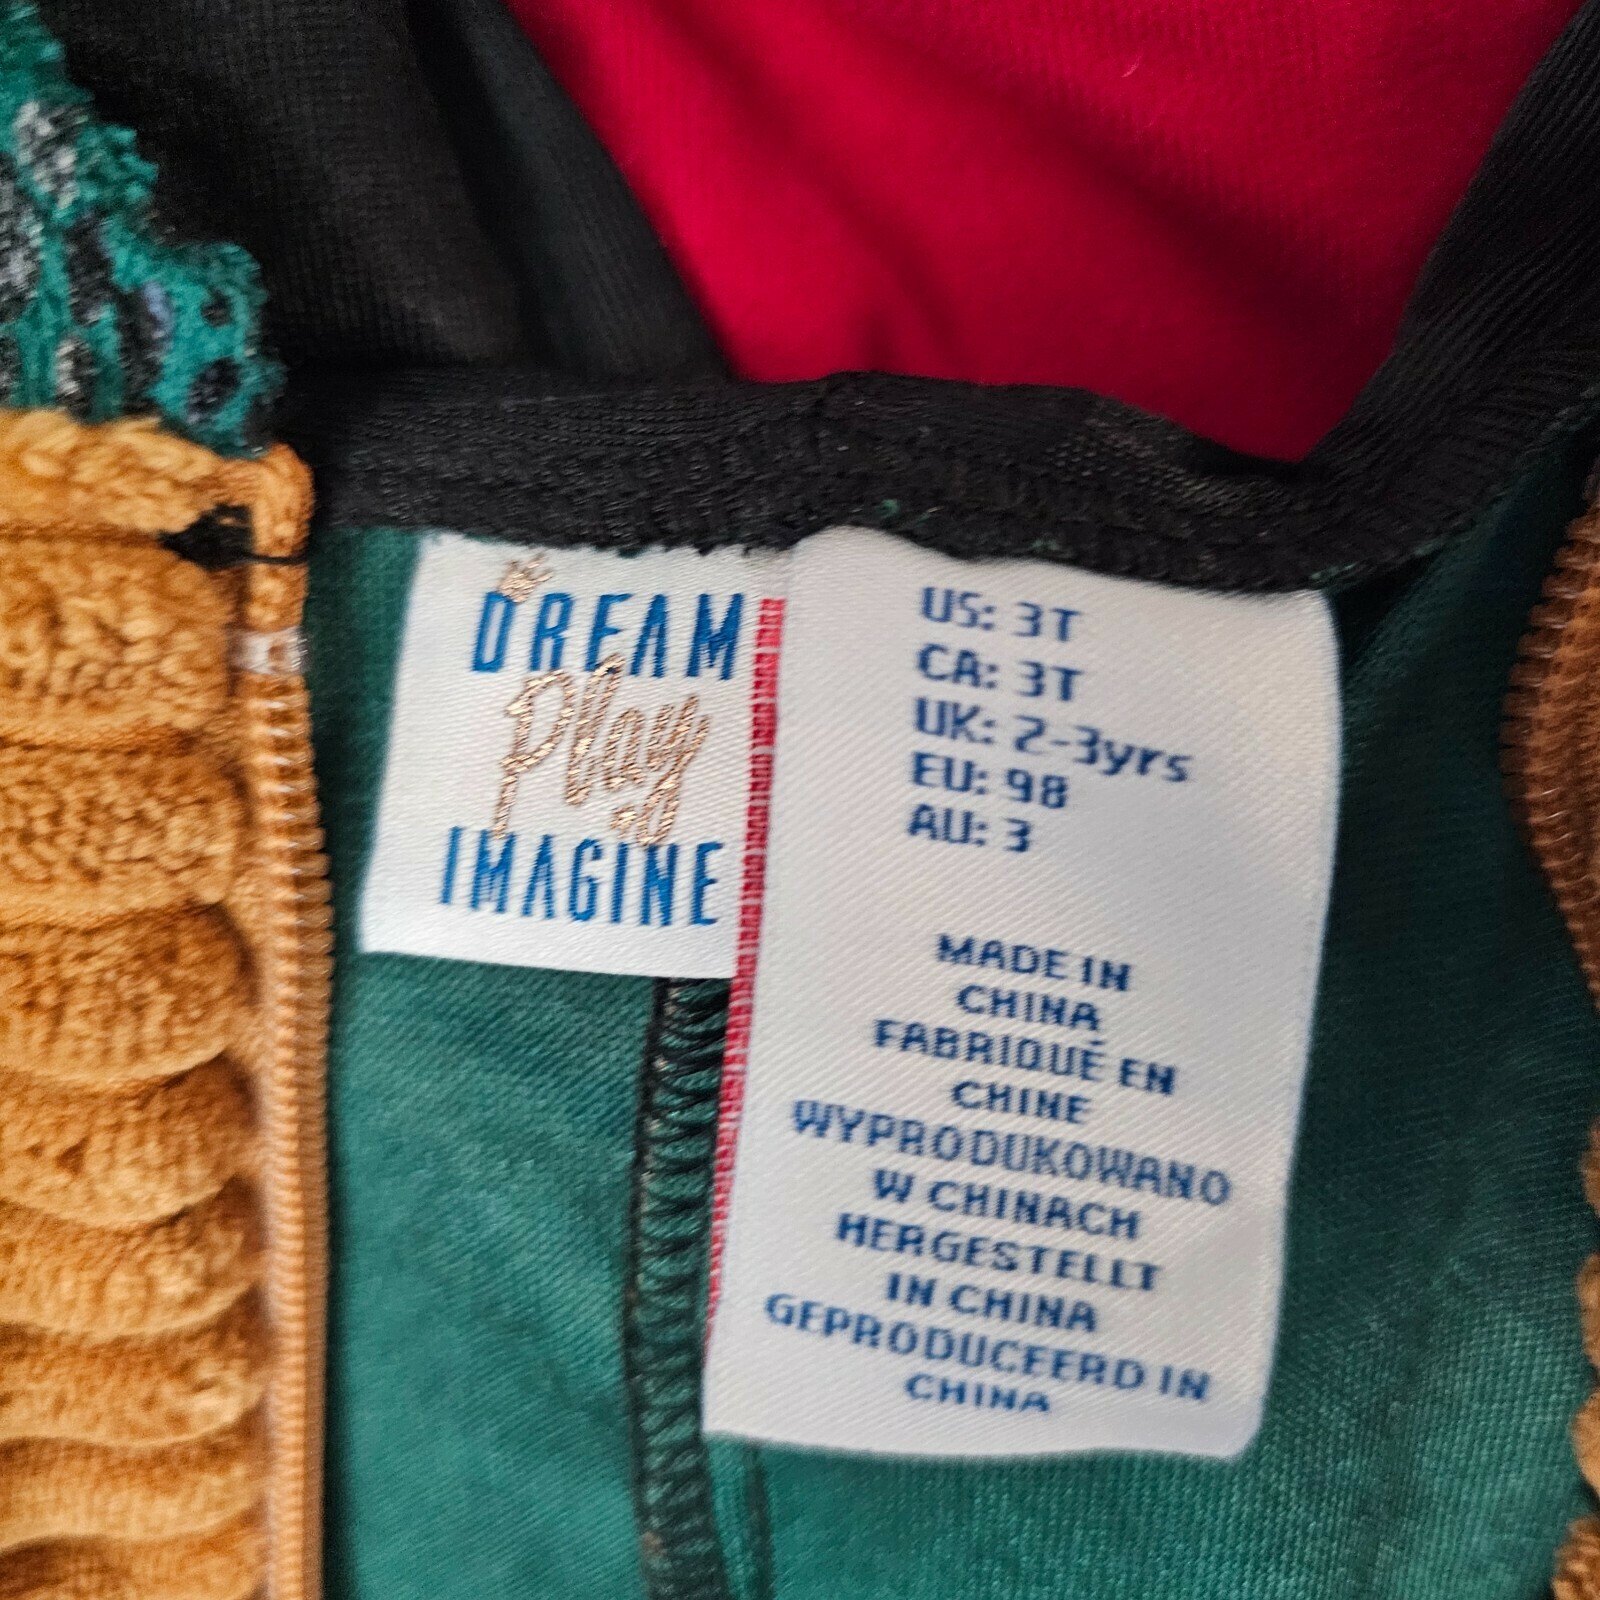 DREAM
Play
IMAGINE
US: 3T
CA: 3T
UK: 2-3yrs
EU: 98
AU: 3
MADE IN
CHINA
FABRIQUÉ EN
CHINE
WYPRODUKOWANO
W CHINACH
HERGESTELLT
IN CHINA
GEPRODUCEERD IN
CHINA